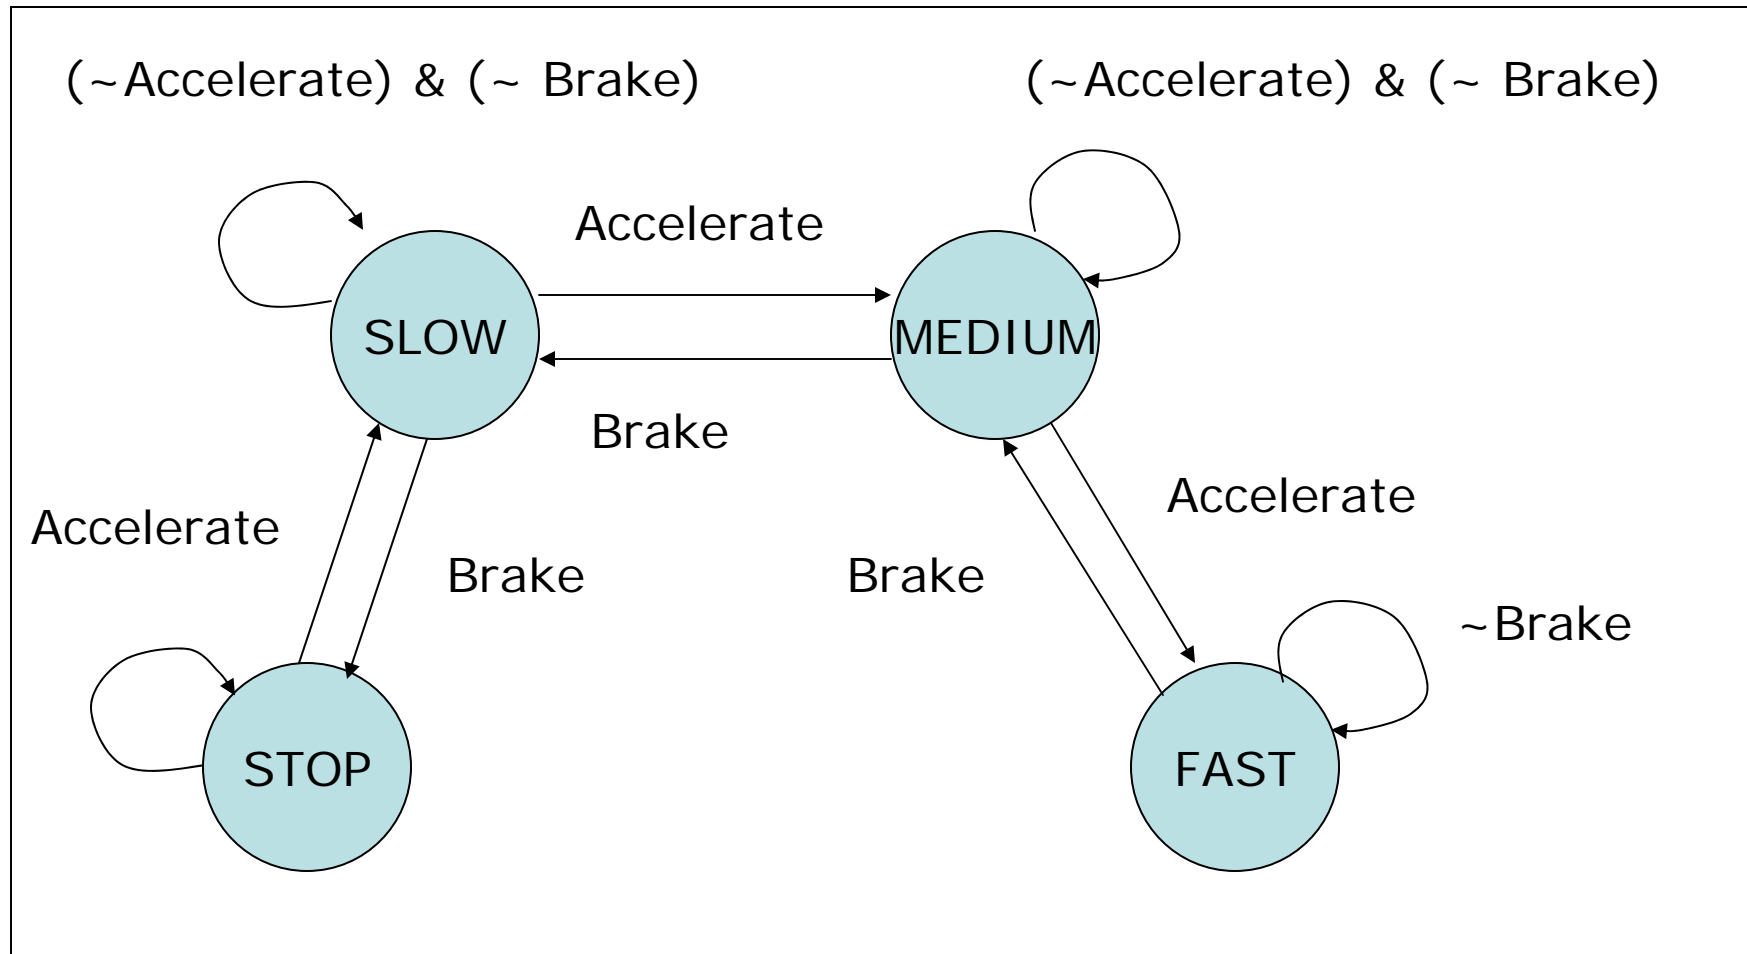 (~Accelerate) & (~ Brake)
(~Accelerate) & (~ Brake)
Accelerate
SLOW
MEDIUM
Brake
Accelerate
Accelerate
Brake
Brake
~Brake
STOP
FAST